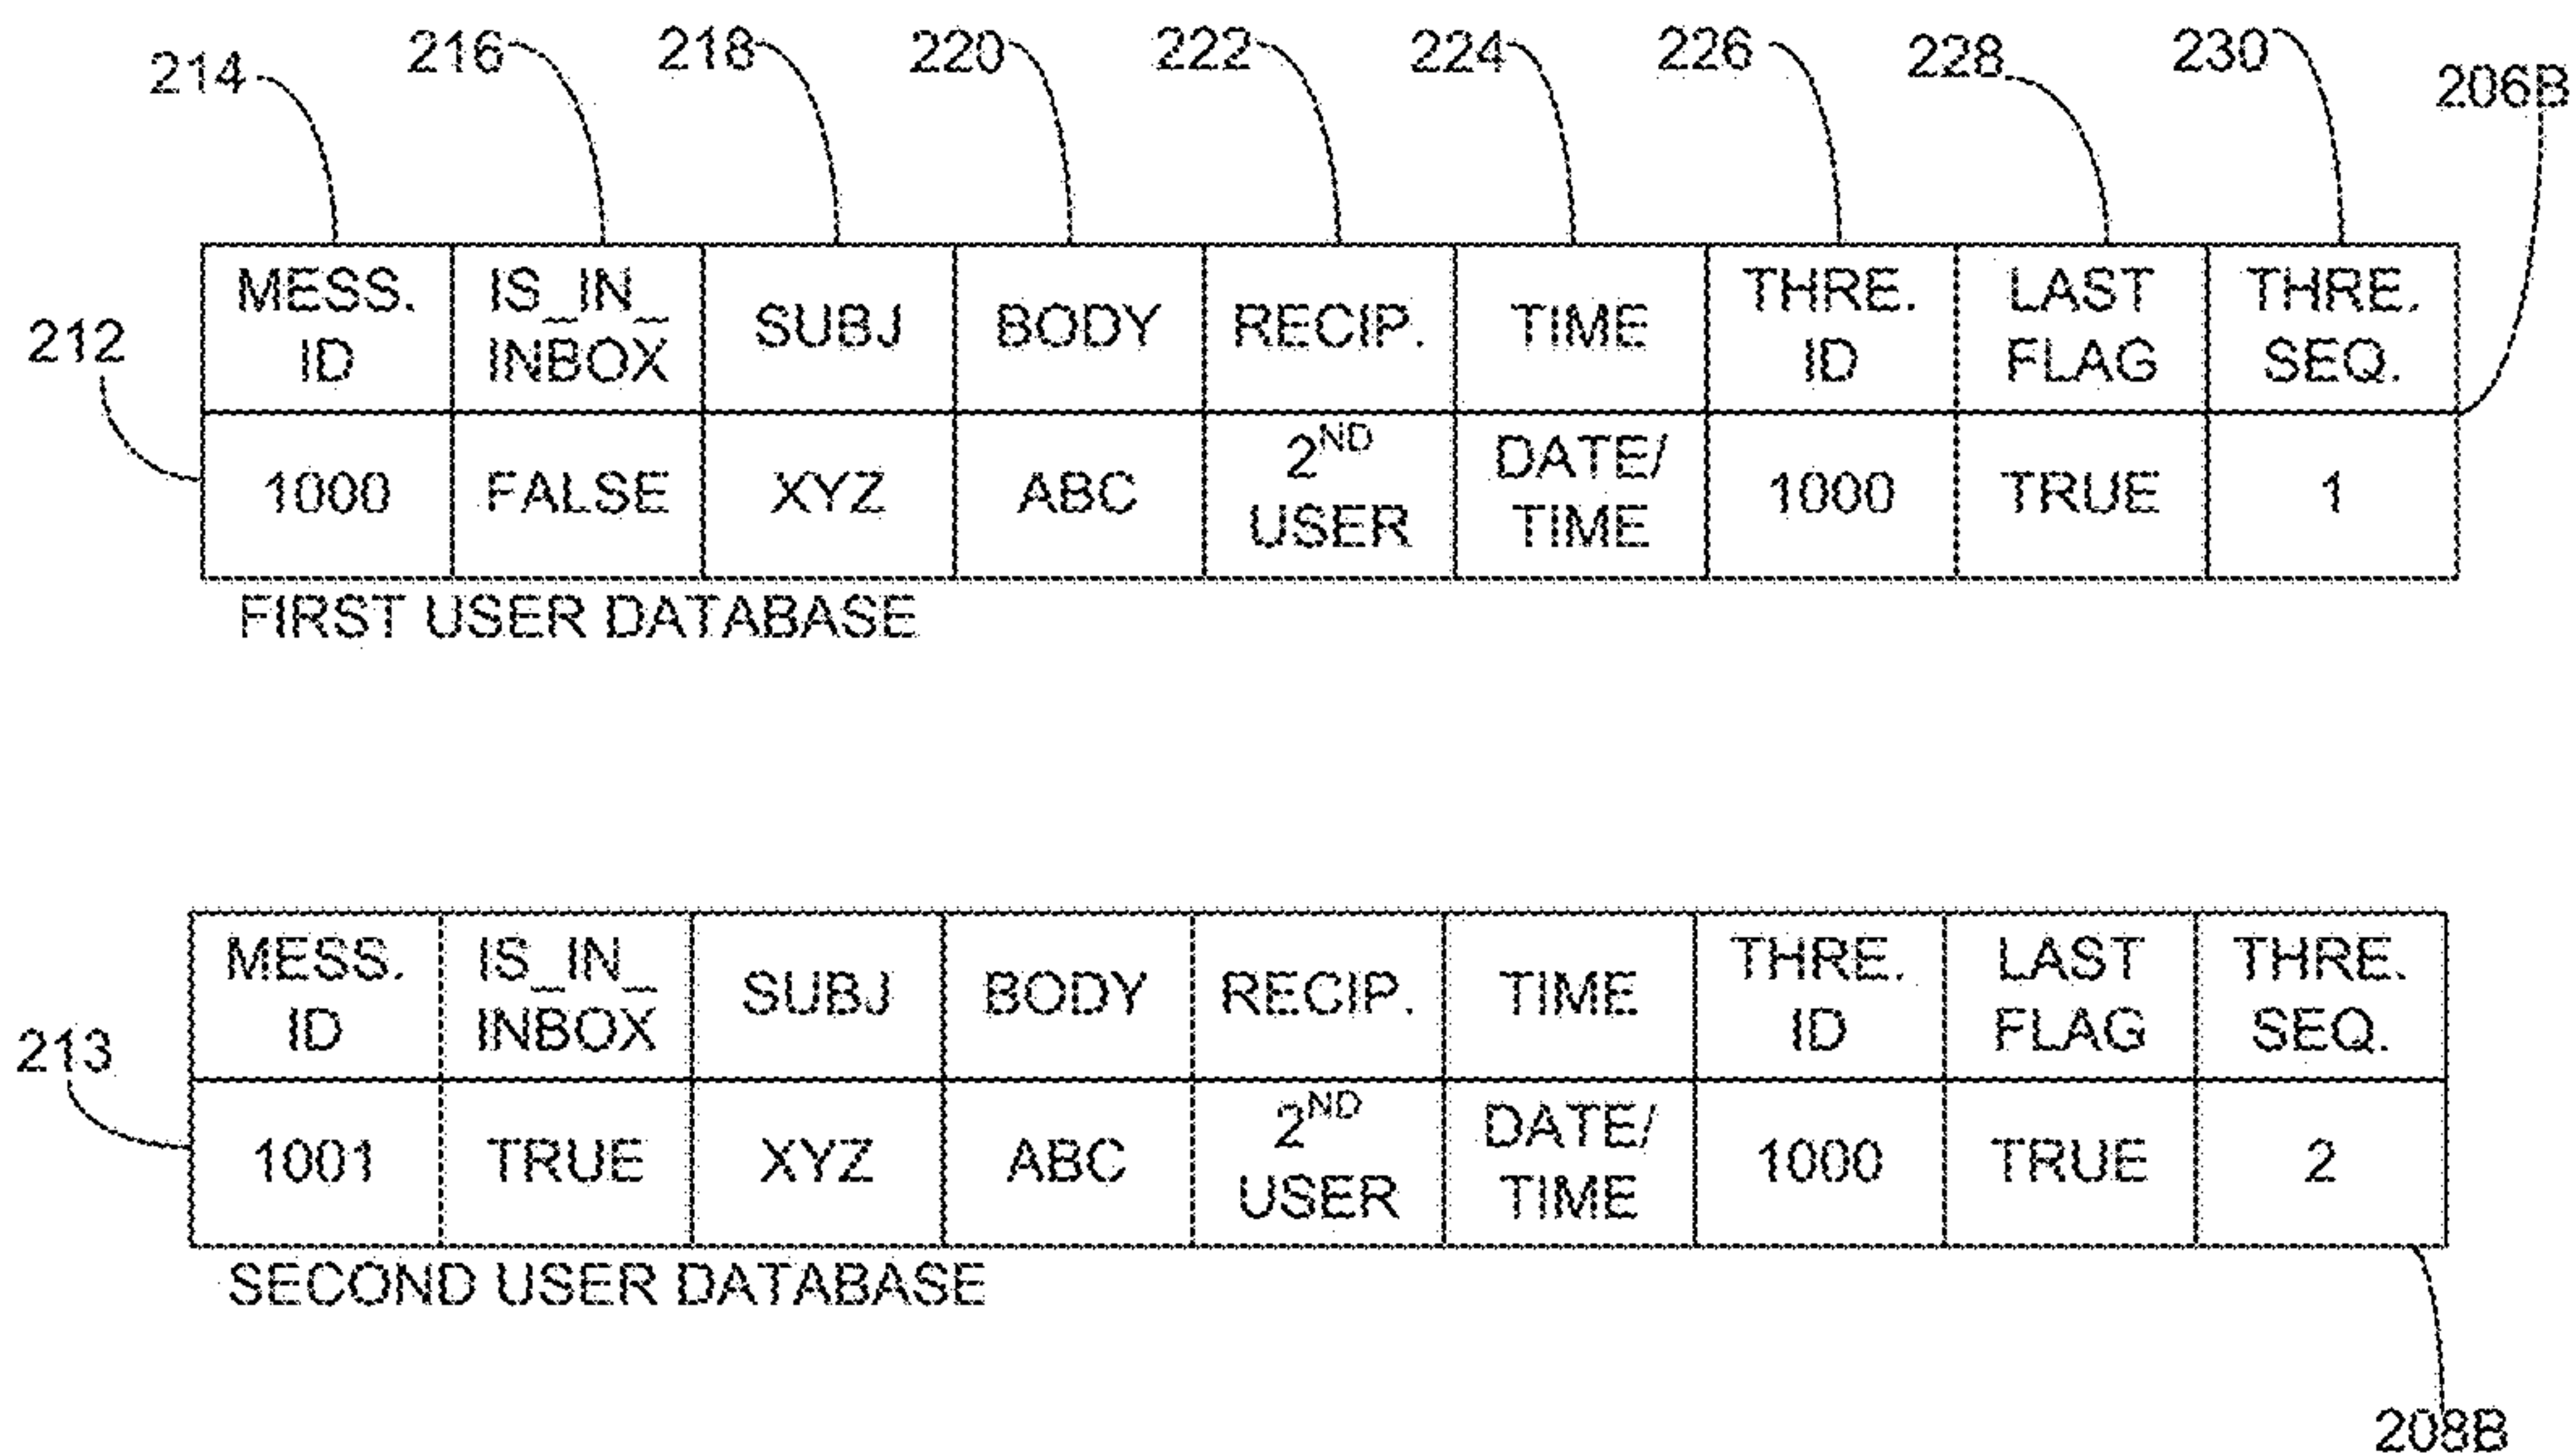 214 216 218 220 222 224 226 228 230 206B
MESS. IS_IN_ SUBJ BODY RECIP. TIME THRE. LAST THRE.
ID INBOX ID FLAG SEQ.
212
1000 FALSE XYZ ABC 2ND DATE/ 1000 TRUE 1
USER TIME
FIRST USER DATABASE
MESS. IS_IN_ SUBJ BODY RECIP. TIME THRE. LAST THRE.
ID INBOX ID FLAG SEQ.
213
1001 TRUE XYZ ABC 2ND DATE/ 1000 TRUE 2
USER TIME
SECOND USER DATABASE
208B